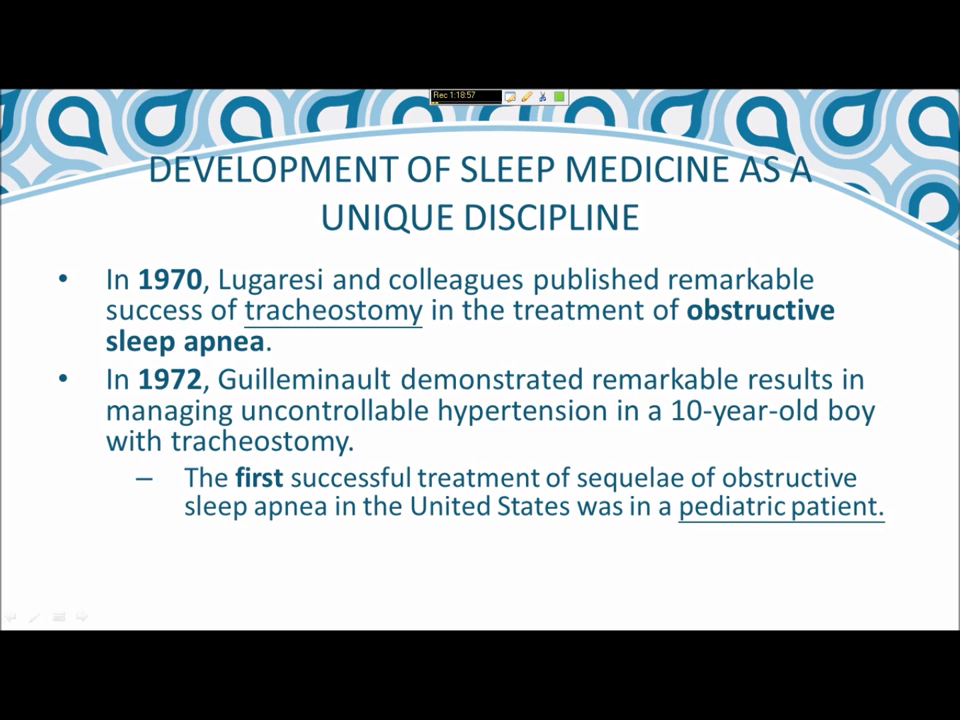 Rec 1:18:57
DEVELOPMENT OF SLEEP MEDICINE AS A
UNIQUE DISCIPLINE
• In 1970, Lugaresi and colleagues published remarkable
success of tracheostomy in the treatment of obstructive
sleep apnea.
• In 1972, Guilleminault demonstrated remarkable results in
managing uncontrollable hypertension in a 10-year-old boy
with tracheostomy.
– The first successful treatment of sequelae of obstructive
sleep apnea in the United States was in a pediatric patient.